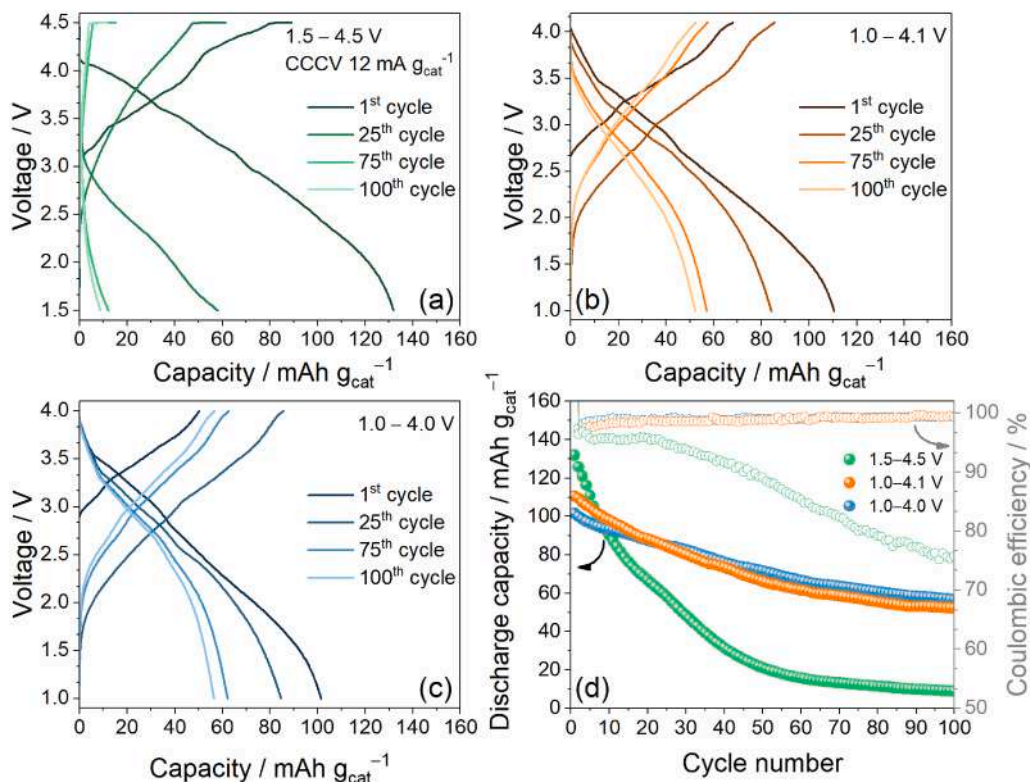 1.5 – 4.5 V
CCCV 12 mA g_cat⁻¹
1st cycle
25th cycle
75th cycle
100th cycle
(a)
Voltage / V
4.5
4.0
3.5
3.0
2.5
2.0
1.5
0 20 40 60 80 100 120 140 160
Capacity / mAh g_cat⁻¹
1.0 – 4.1 V
1st cycle
25th cycle
75th cycle
100th cycle
(b)
Voltage / V
4.0
3.5
3.0
2.5
2.0
1.5
1.0
0 20 40 60 80 100 120 140
Capacity / mAh g_cat⁻¹
1.0 – 4.0 V
1st cycle
25th cycle
75th cycle
100th cycle
(c)
Voltage / V
4.0
3.5
3.0
2.5
2.0
1.5
1.0
0 20 40 60 80 100 120 140
Capacity / mAh g_cat⁻¹
1.5–4.5 V
1.0–4.1 V
1.0–4.0 V
(d)
Discharge capacity / mAh g_cat⁻¹
160
140
120
100
80
60
40
20
0
0 10 20 30 40 50 60 70 80 90 100
Cycle number
100
90
80
70
60
50
Coulombic efficiency / %